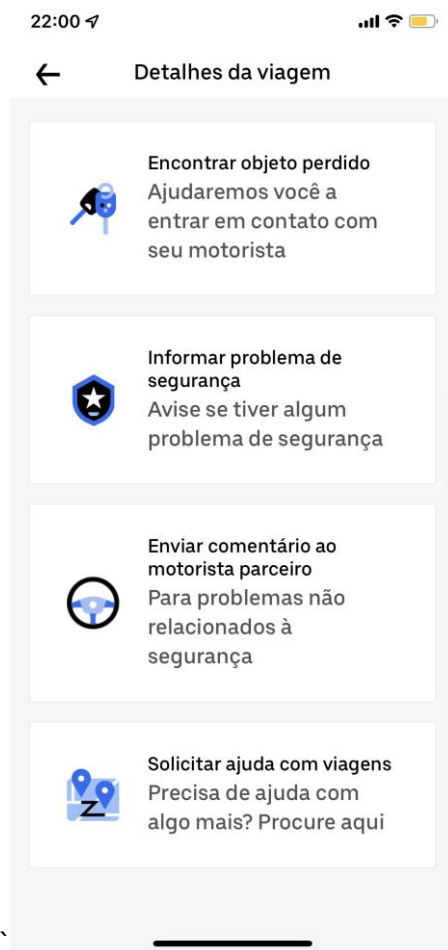 22:00
Detalhes da viagem
Encontrar objeto perdido
Ajudaremos você a
entrar em contato com
seu motorista
Informar problema de
segurança
Avise se tiver algum
problema de segurança
Enviar comentário ao
motorista parceiro
Para problemas não
relacionados à
segurança
Solicitar ajuda com viagens
Precisa de ajuda com
algo mais? Procure aqui
`